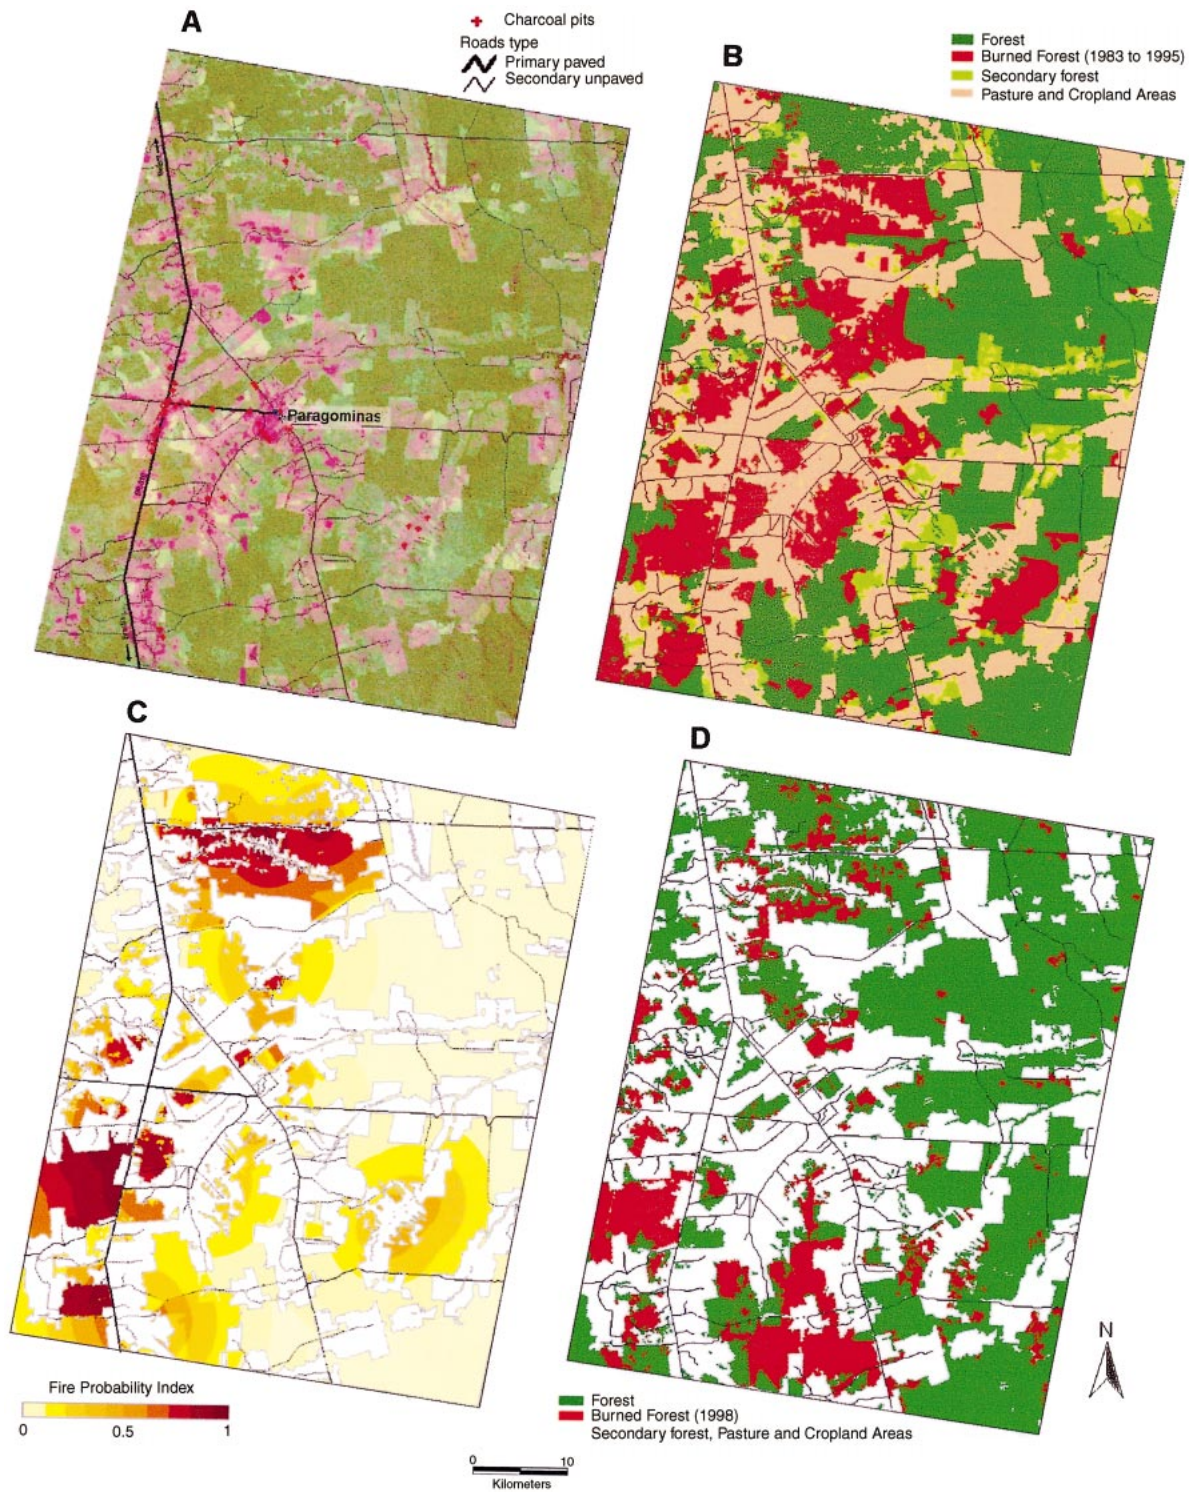 A
Charcoal pits
Roads type
Primary paved
Secondary unpaved
Paragominas
B
Forest
Burned Forest (1983 to 1995)
Secondary forest
Pasture and Cropland Areas
C
Fire Probability Index
0 0.5 1
D
N
Forest
Burned Forest (1998)
Secondary forest, Pasture and Cropland Areas
0 10
Kilometers